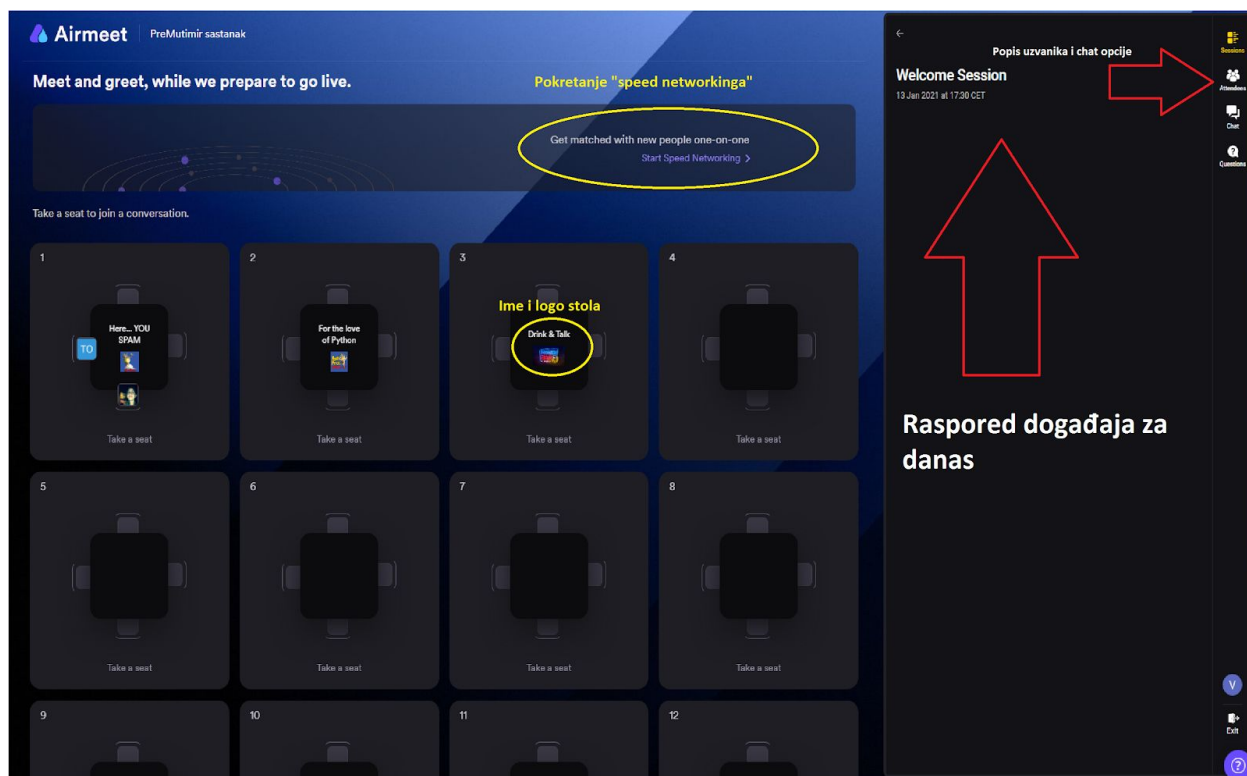 Airmeet
PreMutimir sastanak
Meet and greet, while we prepare to go live.
Pokretanje "speed networkinga"
Get matched with new people one-on-one
Start Speed Networking >
Take a seat to join a conversation.
1
2
3
4
Ime i logo stola
Here... YOU
SPAM
TO
For the love
of Python
Drink & Talk
Take a seat
Take a seat
Take a seat
Take a seat
5
6
7
8
Take a seat
Take a seat
Take a seat
Take a seat
9
10
11
12
Popis uzvanika i chat opcije
Welcome Session
13 Jan 2021 at 17:30 CET
Raspored događaja za
danas
Sessions
Attendees
Chat
Questions
V
Exit
?